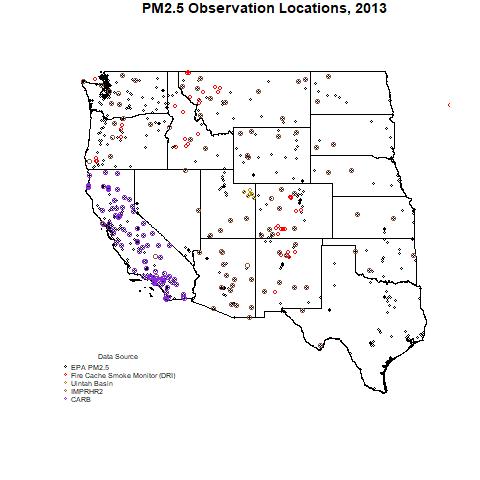 PM2.5 Observation Locations, 2013
Data Source
EPA PM2.5
Fire Cache Smoke Monitor (DRI)
Uintah Basin
IMPRHR2
CARB